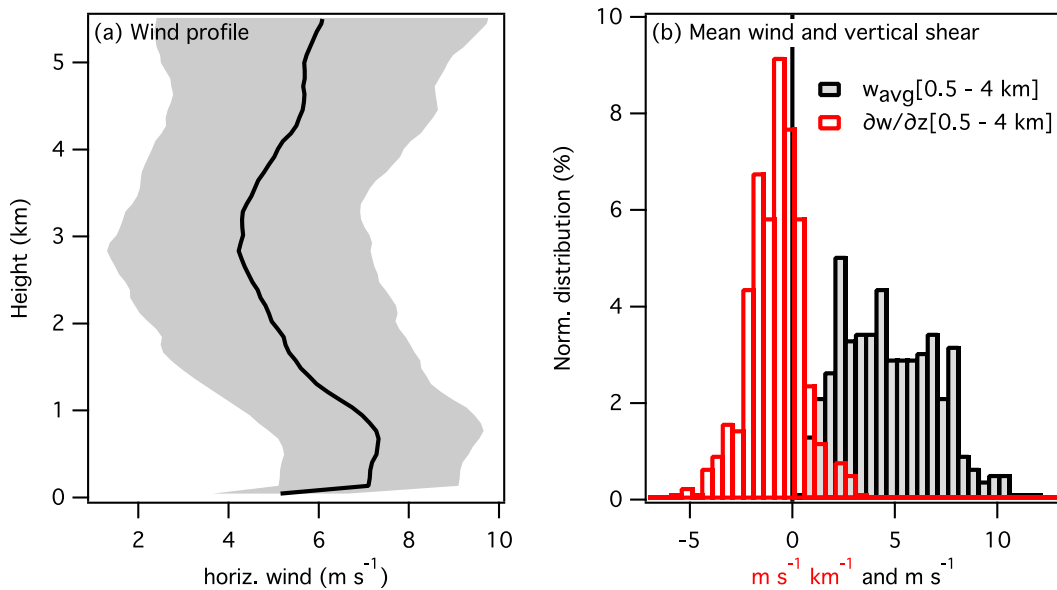 (a) Wind profile
Height (km)
5
4
3
2
1
0
2 4 6 8 10
horiz. wind (m s⁻¹)
(b) Mean wind and vertical shear
w_avg[0.5 - 4 km]
∂w/∂z[0.5 - 4 km]
Norm. distribution (%)
10
8
6
4
2
0
-5 0 5 10
m s⁻¹ km⁻¹ and m s⁻¹